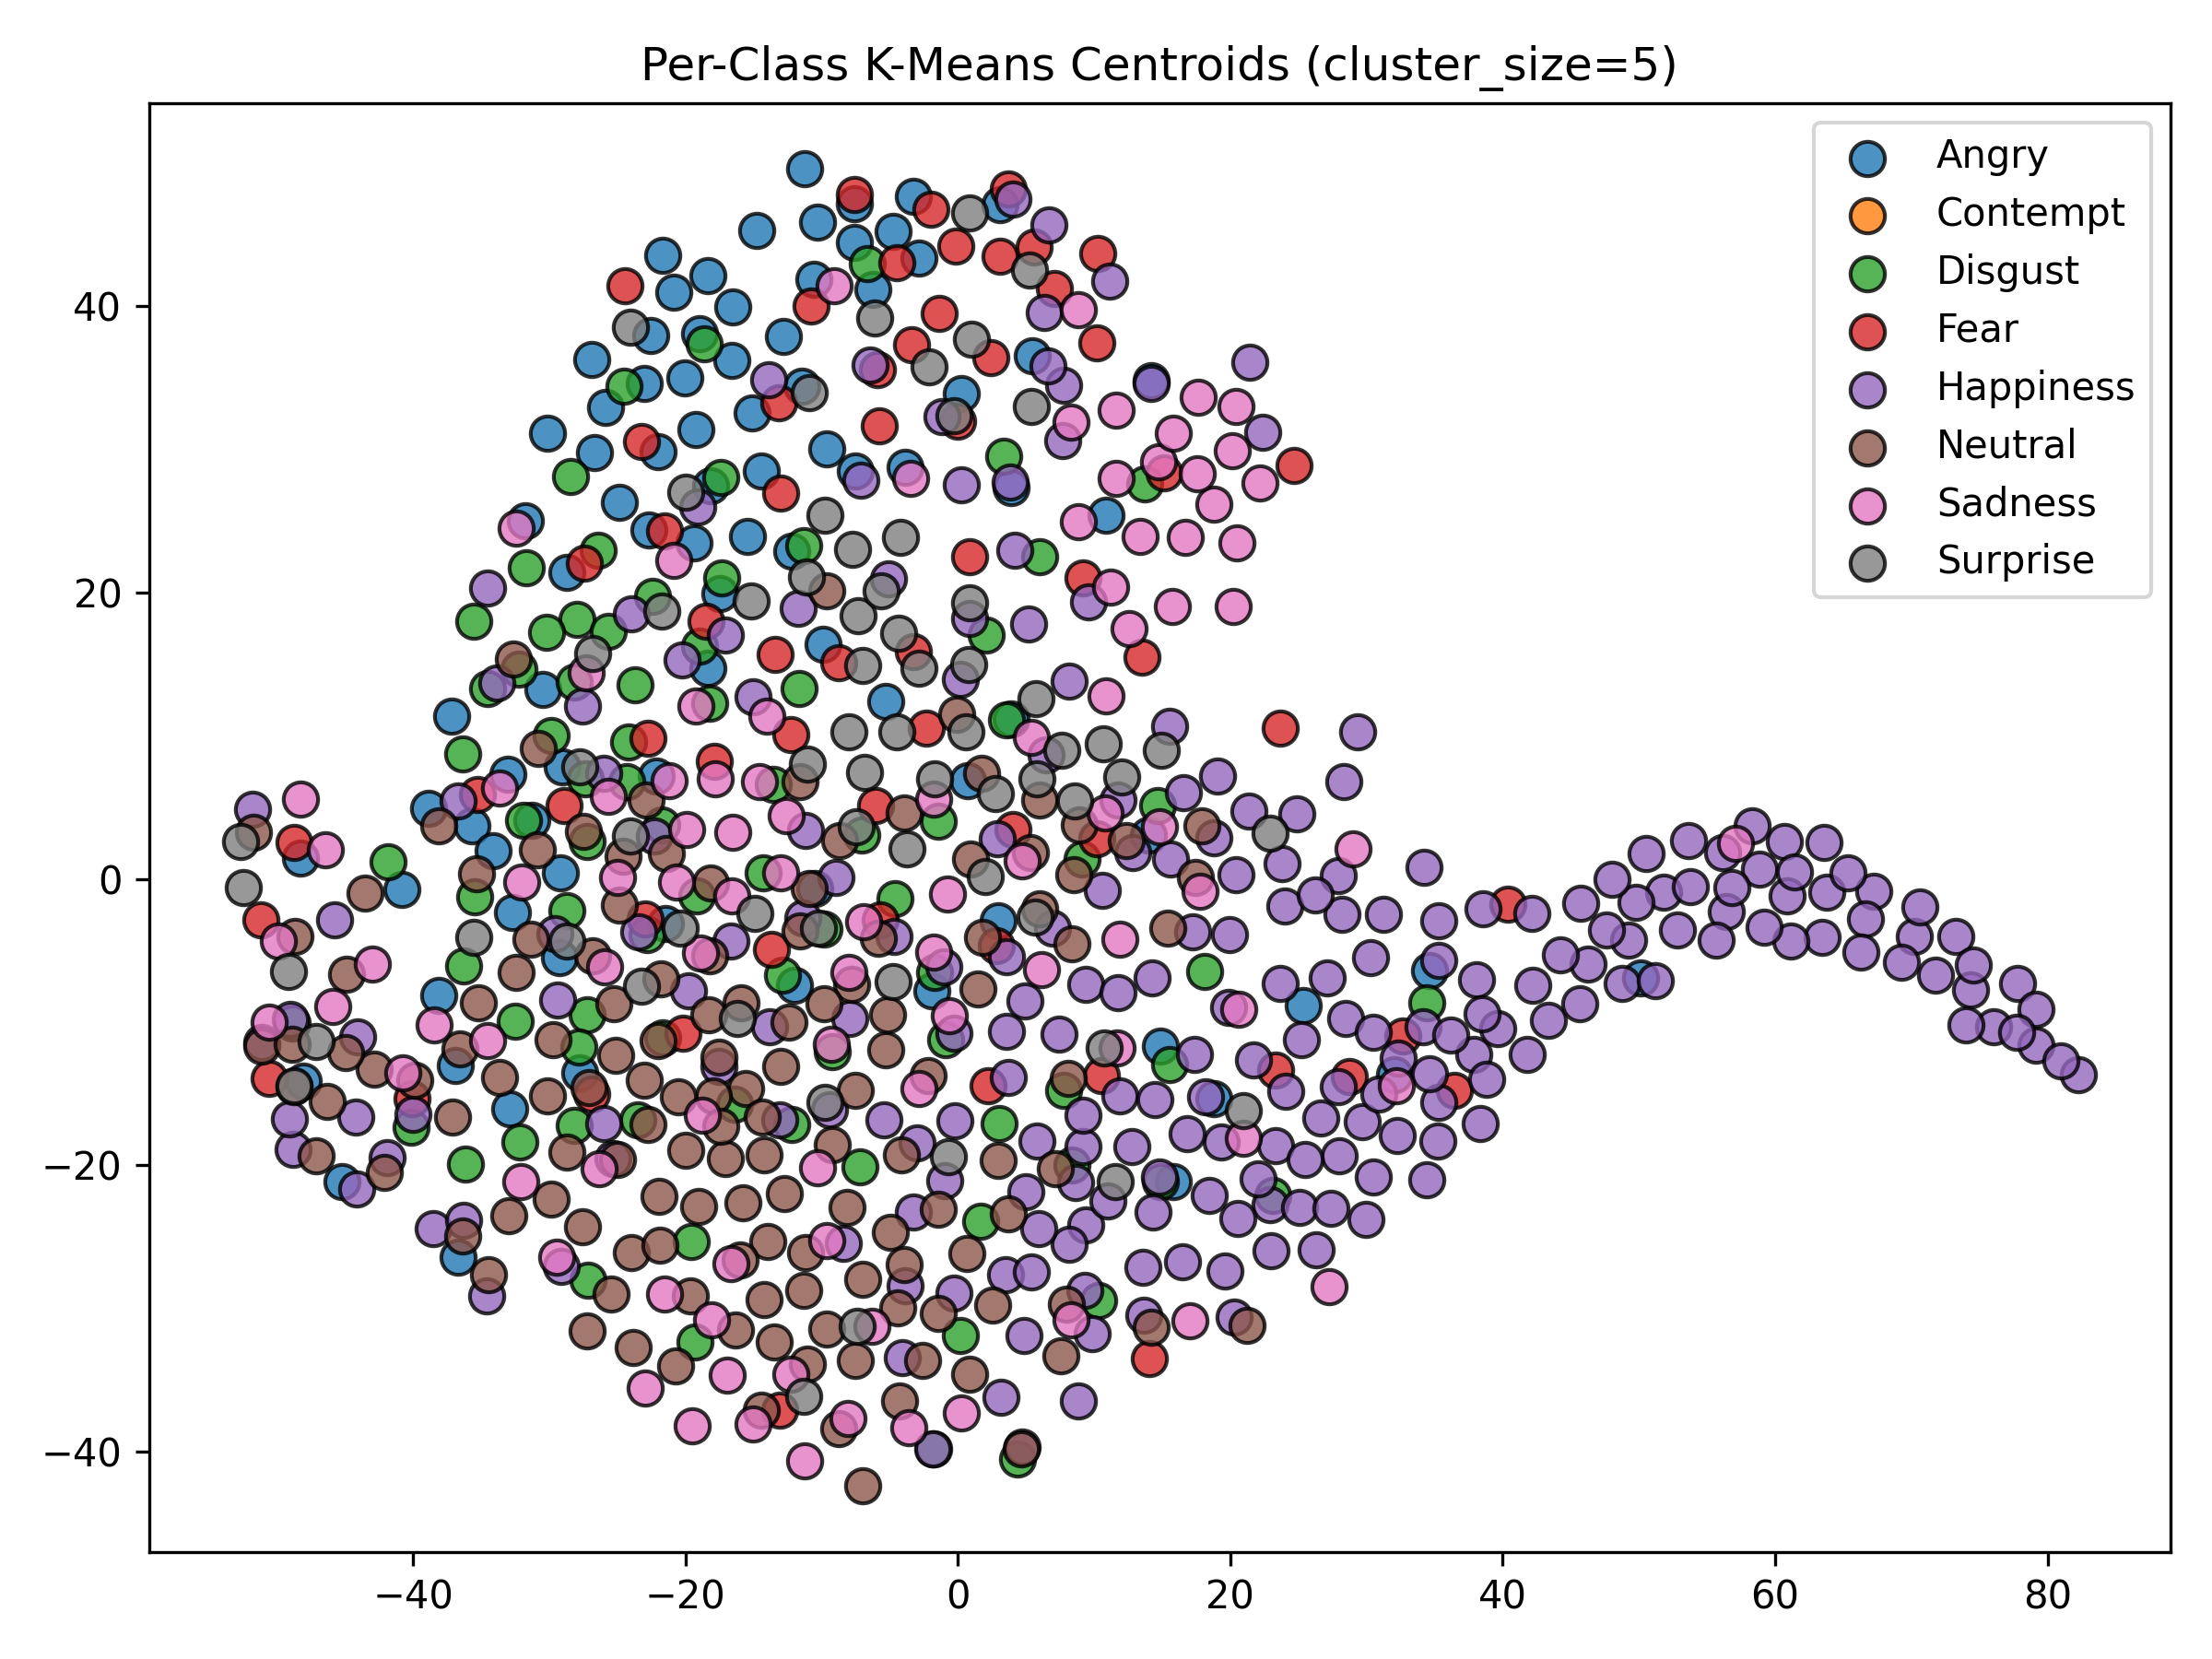 Per-Class K-Means Centroids (cluster_size=5)
Angry
Contempt
Disgust
Fear
Happiness
Neutral
Sadness
Surprise
40
20
0
−20
−40
−40
−20
0
20
40
60
80